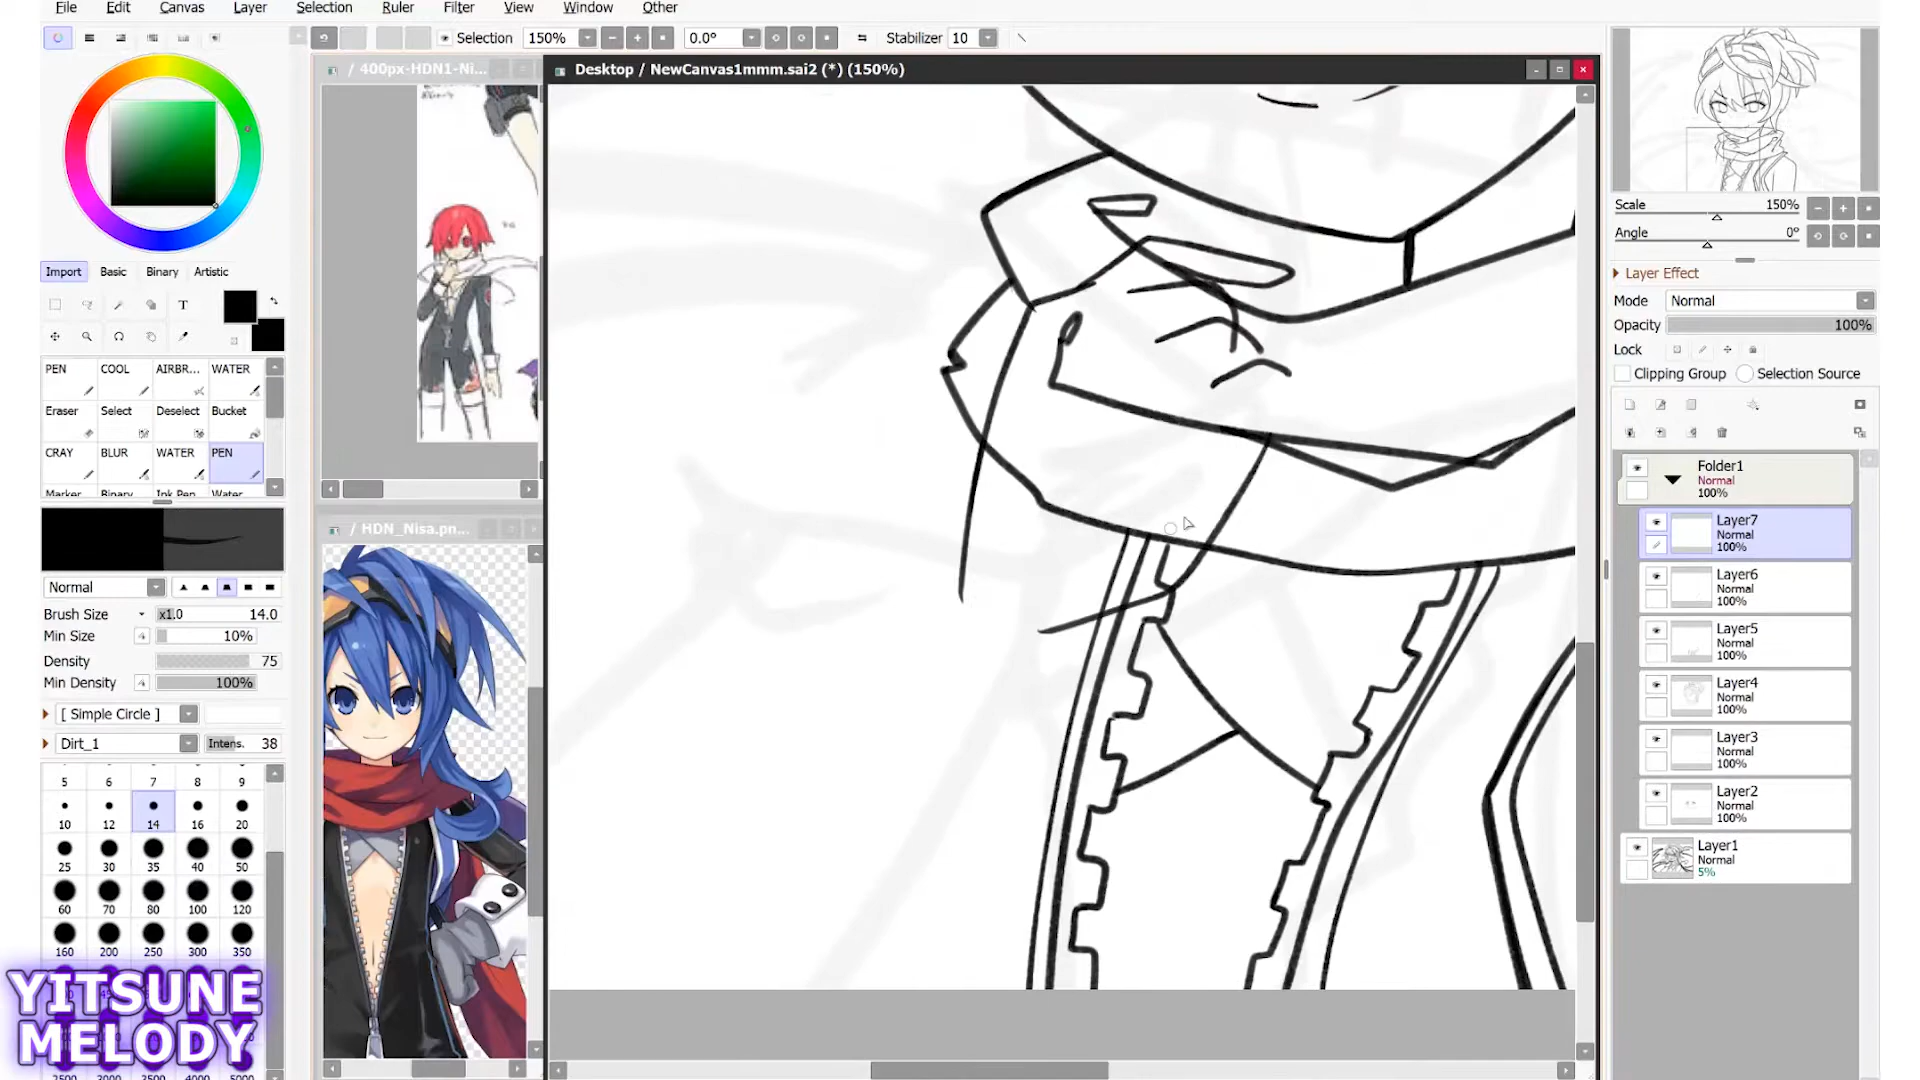 File Edit Canvas Layer Selection Ruler Filter View Window Other
Selection 150% 0.0° Stabilizer 10
/ 400px-HDN1-Ni...
Desktop / NewCanvas1mmm.sai2 (*) (150%)
Scale 150%
Angle 0°
Layer Effect
Mode Normal
Opacity 100%
Lock
Clipping Group Selection Source
Import Basic Binary Artistic
T
PEN COOL AIRBR... WATER
Eraser Select Deselect Bucket
CRAY BLUR WATER PEN
Marker Binary Ink Pen Water
Normal
Brush Size x1.0 14.0
Min Size 10%
Density 75
Min Density 100%
[ Simple Circle ]
Dirt_1 Intens. 38
5 6 7 8 9
10 12 14 16 20
25 30 35 40 50
60 70 80 100 120
160 200 250 300 350
/ HDN_Nisa.pn...
Folder1
Normal
100%
Layer7
Normal
100%
Layer6
Normal
100%
Layer5
Normal
100%
Layer4
Normal
100%
Layer3
Normal
100%
Layer2
Normal
100%
Layer1
Normal
5%
YITSUNE
MELODY